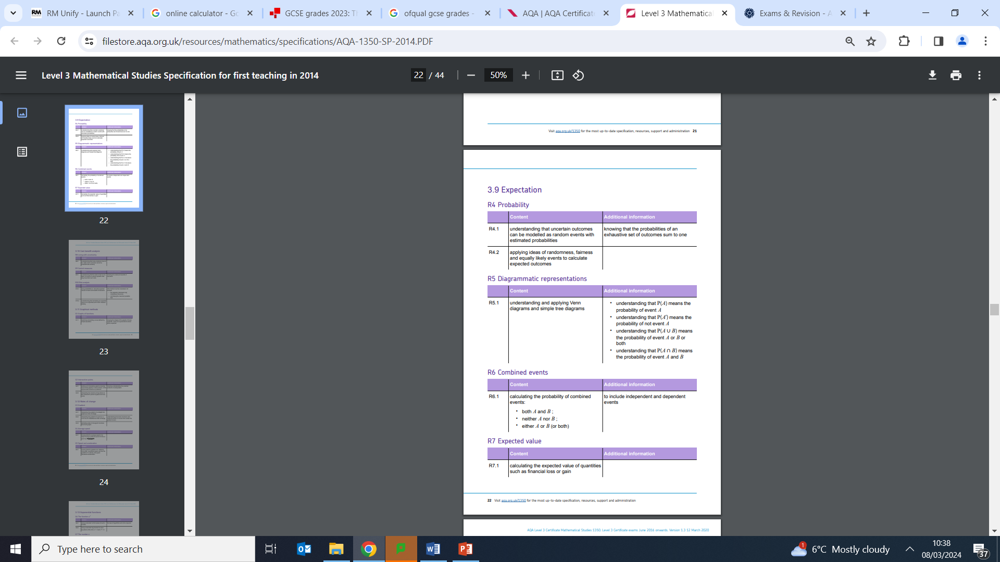 RM Unify - Launch Pa
online calculator - Go
GCSE grades 2023: Th
ofqual gcse grades -
AQA | AQA Certificat
Level 3 Mathematical
Exams & Revision - A
filestore.aqa.org.uk/resources/mathematics/specifications/AQA-1350-SP-2014.PDF
Level 3 Mathematical Studies Specification for first teaching in 2014
22 / 44
50%
22
23
24
Visit aqa.org.uk/1350 for the most up-to-date specification, resources, support and administration 21
3.9 Expectation
R4 Probability
Content Additional information
R4.1 understanding that uncertain outcomes can be modelled as random events with estimated probabilities
knowing that the probabilities of an exhaustive set of outcomes sum to one
R4.2 applying ideas of randomness, fairness and equally likely events to calculate expected outcomes
R5 Diagrammatic representations
Content Additional information
R5.1 understanding and applying Venn diagrams and simple tree diagrams
• understanding that P(A) means the probability of event A
• understanding that P(A′) means the probability of not event A
• understanding that P(A ∪ B) means the probability of event A or B or both
• understanding that P(A ∩ B) means the probability of event A and B
R6 Combined events
Content Additional information
R6.1 calculating the probability of combined events:
• both A and B ;
• neither A nor B ;
• either A or B (or both)
to include independent and dependent events
R7 Expected value
Content Additional information
R7.1 calculating the expected value of quantities such as financial loss or gain
22 Visit aqa.org.uk/1350 for the most up-to-date specification, resources, support and administration
AQA Level 3 Certificate Mathematical Studies 1350. Level 3 Certificate exams June 2016 onwards. Version 1.3 12 March 2020
Type here to search
6°C Mostly cloudy
10:38
08/03/2024
37